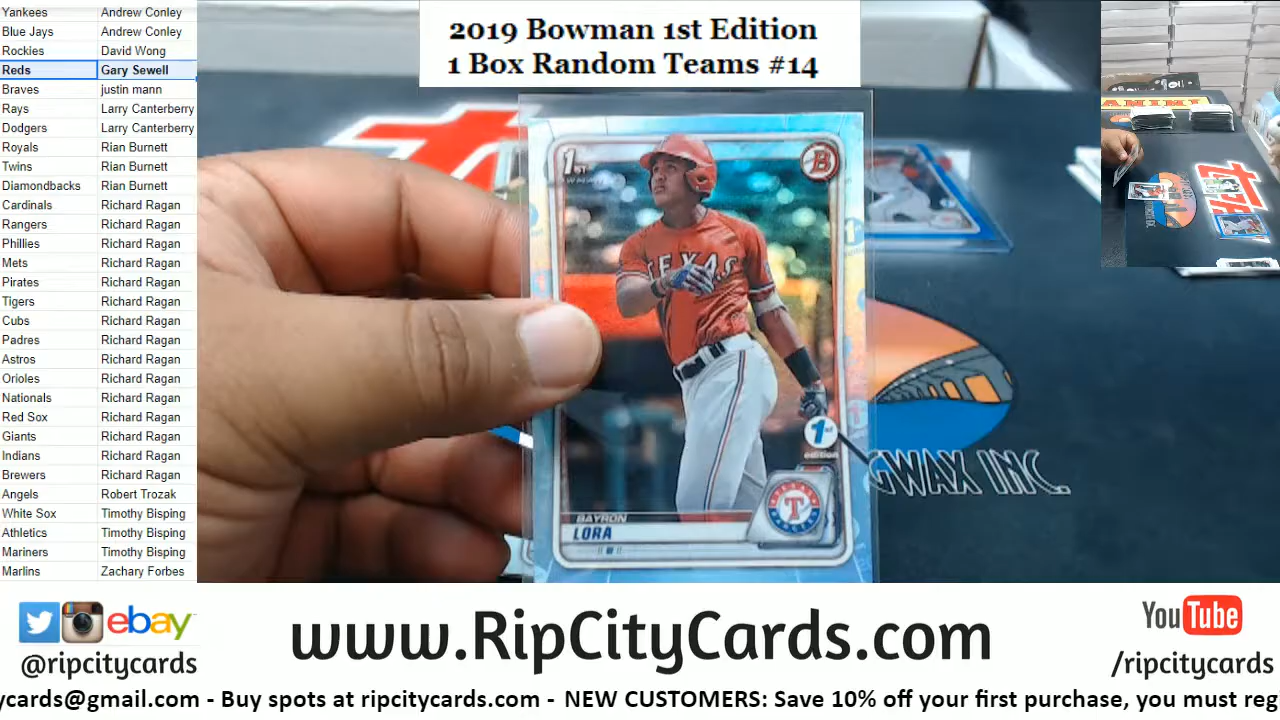 Yankees Andrew Conley
Blue Jays Andrew Conley
Rockies David Wong
Reds Gary Sewell
Braves justin mann
Rays Larry Canterberry
Dodgers Larry Canterberry
Royals Rian Burnett
Twins Rian Burnett
Diamondbacks Rian Burnett
Cardinals Richard Ragan
Rangers Richard Ragan
Phillies Richard Ragan
Mets Richard Ragan
Pirates Richard Ragan
Tigers Richard Ragan
Cubs Richard Ragan
Padres Richard Ragan
Astros Richard Ragan
Orioles Richard Ragan
Nationals Richard Ragan
Red Sox Richard Ragan
Giants Richard Ragan
Indians Richard Ragan
Brewers Richard Ragan
Angels Robert Trozak
White Sox Timothy Bisping
Athletics Timothy Bisping
Mariners Timothy Bisping
Marlins Zachary Forbes
2019 Bowman 1st Edition
1 Box Random Teams #14
1ST
B
TEXAS
1st
edition
BAYRON
LORA
T
GWAX INC.
PANINI
ebay
@ripcitycards
www.RipCityCards.com
YouTube
/ripcitycards
ycards@gmail.com - Buy spots at ripcitycards.com - NEW CUSTOMERS: Save 10% off your first purchase, you must reg